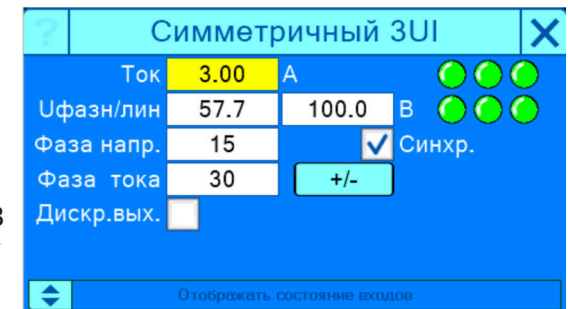 ? Симметричный 3UI X
Ток 3.00 А
Uфазн/лин 57.7 100.0 В
Фаза напр. 15 Синхр.
Фаза тока 30 +/-
Дискр.вых.
Отображать состояние входов